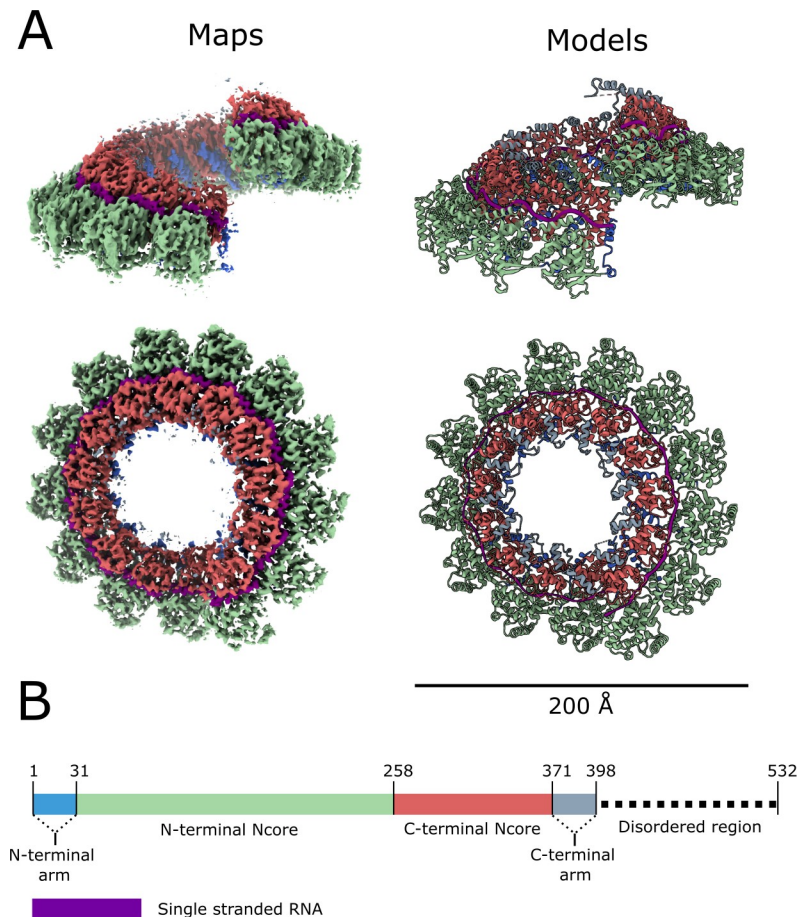 A
Maps
Models
200 Å
B
1 31 258 371 398 532
N-terminal Ncore
C-terminal Ncore
Disordered region
N-terminal
arm
C-terminal
arm
Single stranded RNA